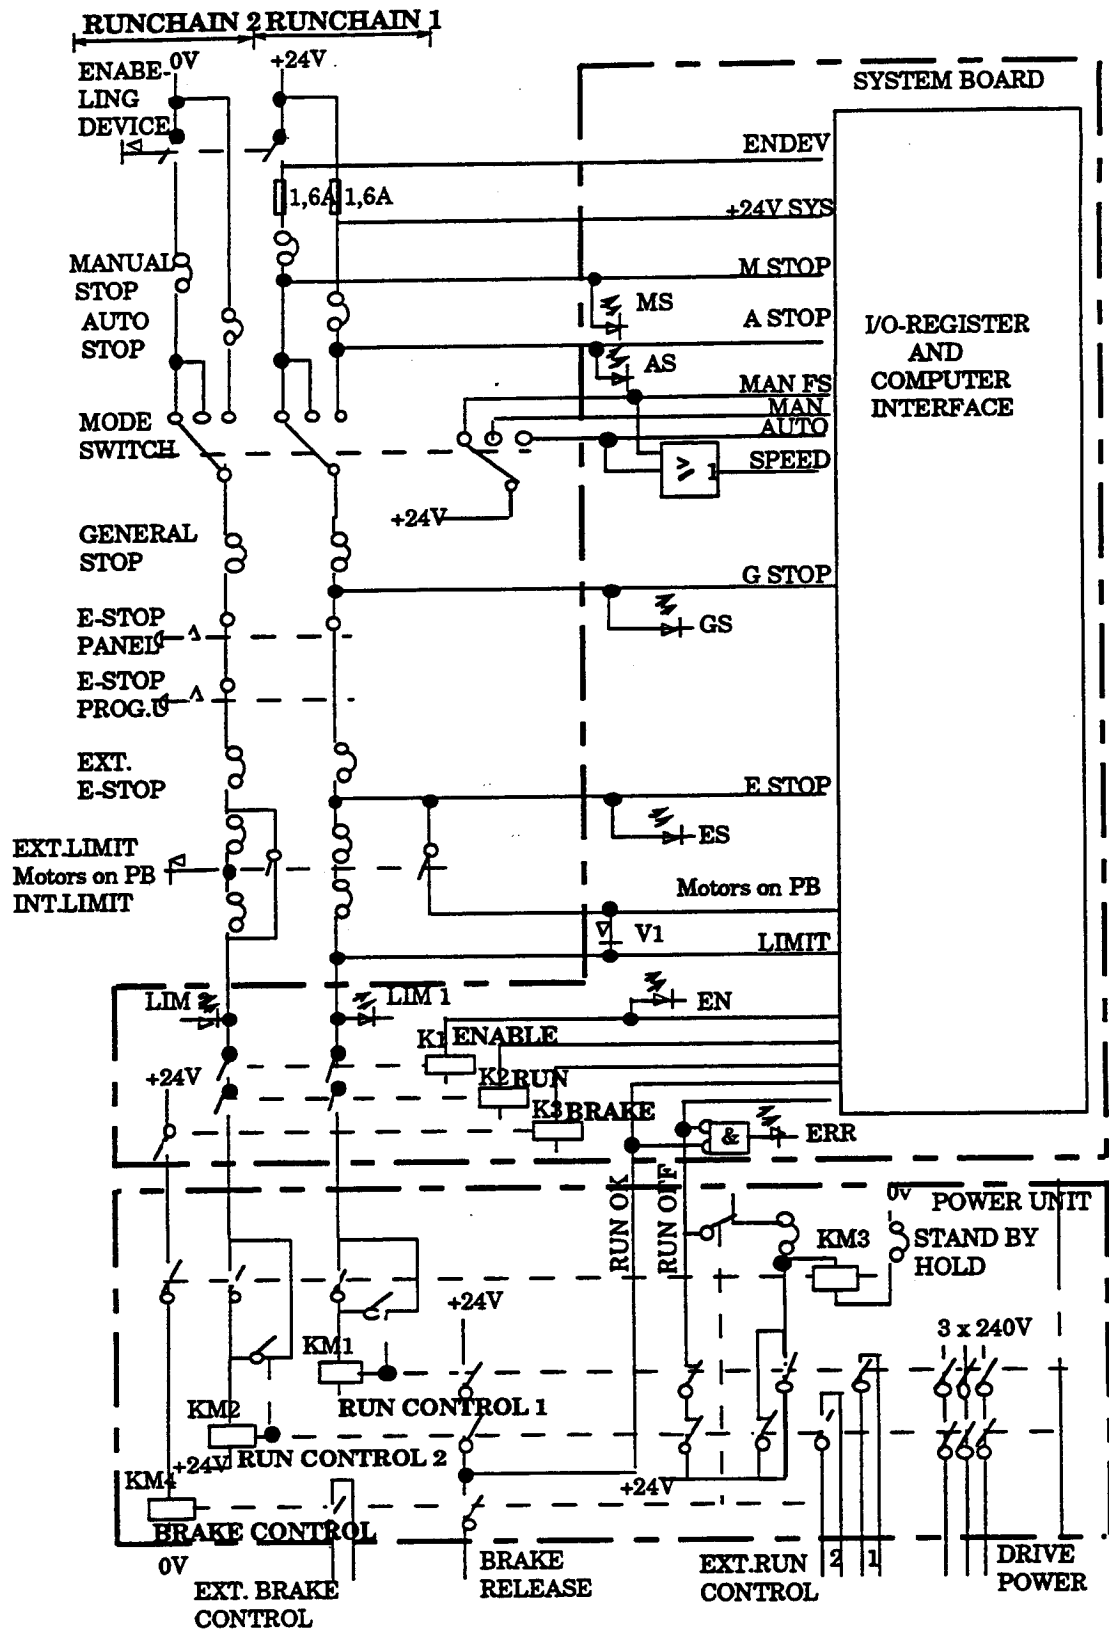 RUNCHAIN 2 RUNCHAIN 1
0V
+24V
ENABE-
LING
DEVICE
SYSTEM BOARD
ENDEV
1,6A
1,6A
+24V SYS
MANUAL
STOP
M STOP
MS
AUTO
STOP
A STOP
AS
I/O-REGISTER
AND
COMPUTER
INTERFACE
MAN FS
MAN
AUTO
MODE
SWITCH
SPEED
≥ 1
+24V
GENERAL
STOP
G STOP
GS
E-STOP
PANEL
E-STOP
PROG.U
EXT.
E-STOP
E STOP
ES
EXT.LIMIT
Motors on PB
INT.LIMIT
Motors on PB
V1
LIMIT
LIM 2
LIM 1
EN
K1 ENABLE
K2 RUN
K3 BRAKE
+24V
&
ERR
RUN OK
RUN OFF
0v
POWER UNIT
KM3
STAND BY
HOLD
+24V
3 x 240V
KM1
RUN CONTROL 1
KM2
RUN CONTROL 2
+24V
+24V
KM4
BRAKE CONTROL
0V
EXT. BRAKE
CONTROL
BRAKE
RELEASE
EXT.RUN
CONTROL
2
1
DRIVE
POWER